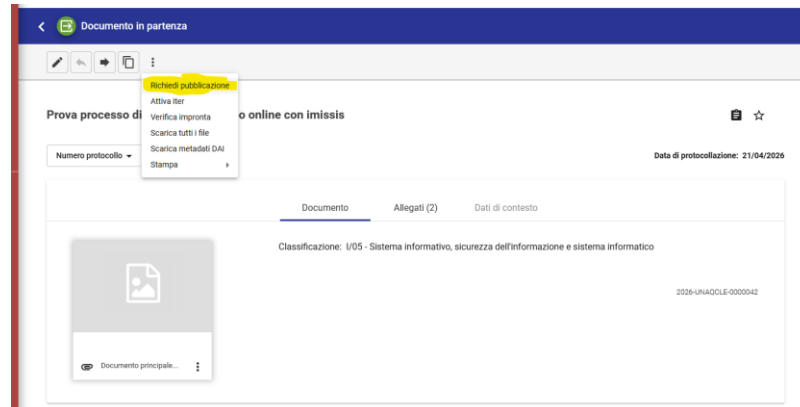 Documento in partenza
Richiedi pubblicazione
Attiva iter
Verifica impronta
Scarica tutti i file
Scarica metadati DAI
Stampa
Prova processo di
o online con imissis
Numero protocollo
Data di protocollazione: 21/04/2026
Documento
Allegati (2)
Dati di contesto
Classificazione: I/05 - Sistema informativo, sicurezza dell'informazione e sistema informatico
2026-UNAQCLE-0000042
Documento principale...